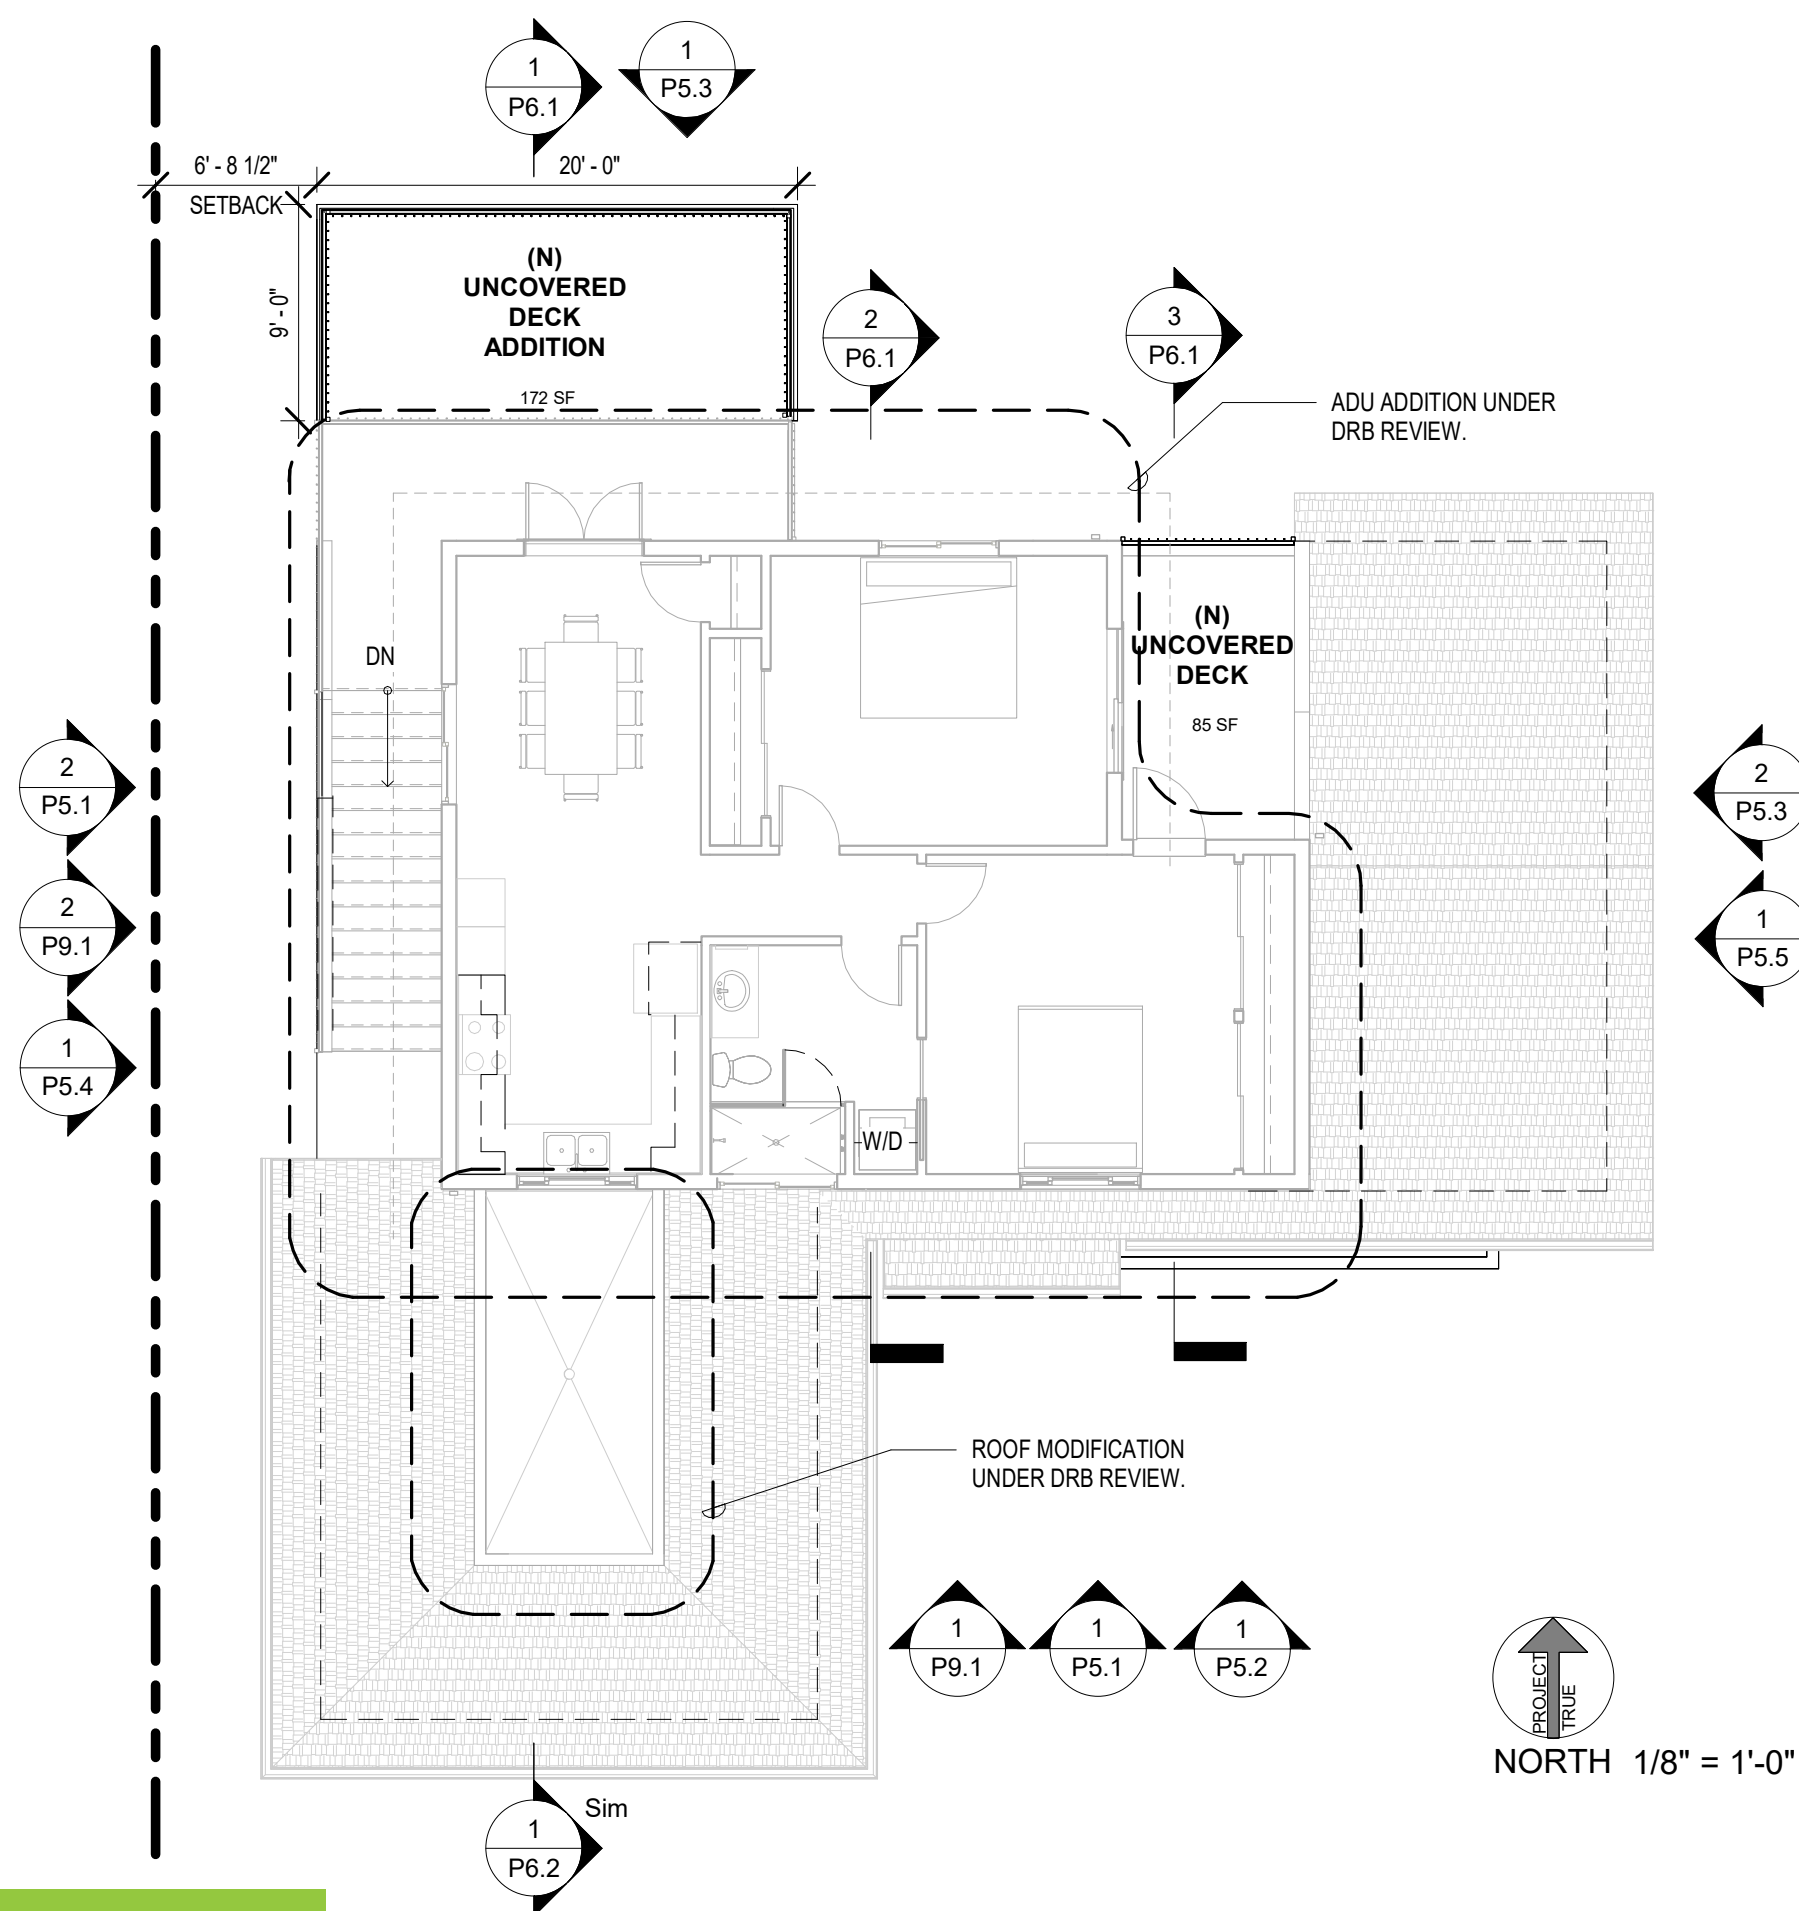 1
P6.1
1
P5.3
6' - 8 1/2"
20' - 0"
SETBACK
9' - 0"
(N)
UNCOVERED
DECK
ADDITION
172 SF
2
P6.1
3
P6.1
ADU ADDITION UNDER
DRB REVIEW.
(N)
UNCOVERED
DECK
85 SF
DN
2
P5.1
2
P9.1
1
P5.4
2
P5.3
1
P5.5
W/D
ROOF MODIFICATION
UNDER DRB REVIEW.
1
P9.1
1
P5.1
1
P5.2
PROJECT
TRUE
NORTH 1/8" = 1'-0"
Sim
1
P6.2